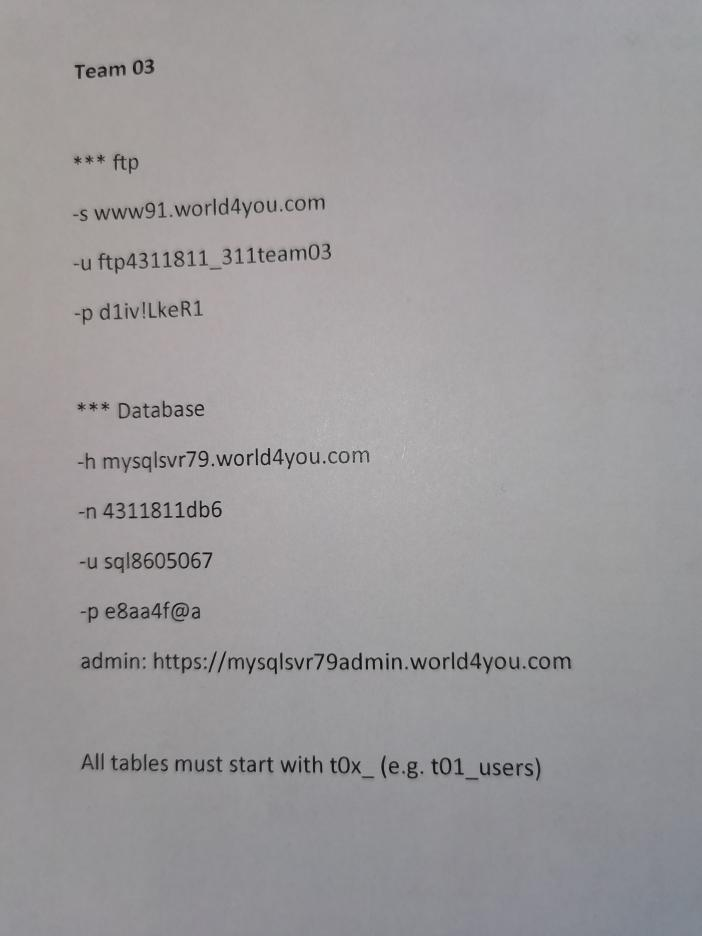 Team 03
*** ftp
-s www91.world4you.com
-u ftp4311811_311team03
-p d1iv!LkeR1
*** Database
-h mysqlsvr79.world4you.com
-n 4311811db6
-u sql8605067
-p e8aa4f@a
admin: https://mysqlsvr79admin.world4you.com
All tables must start with t0x_ (e.g. t01_users)